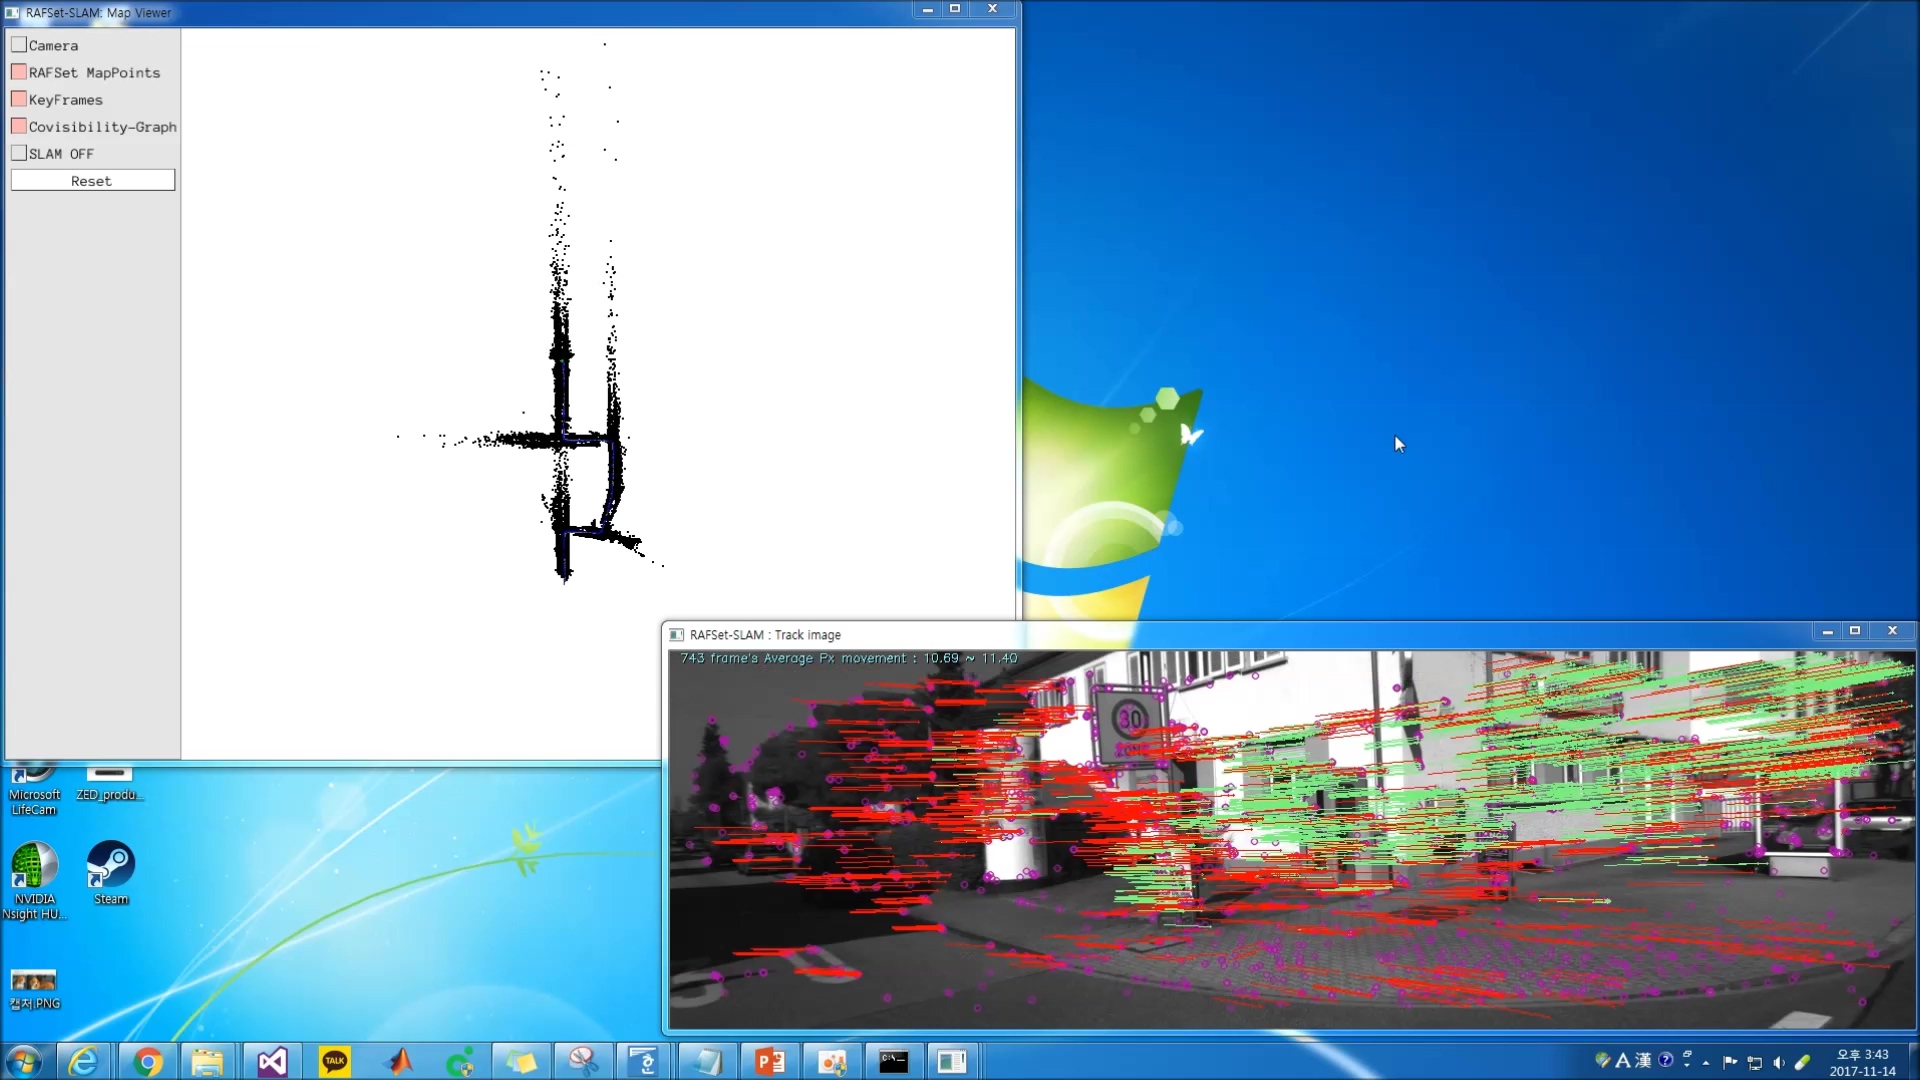 RAFSet-SLAM: Map Viewer
Camera
RAFSet MapPoints
KeyFrames
Covisibility-Graph
SLAM OFF
Reset
RAFSet-SLAM : Track image
743 frame's Average Px movement : 10.69 ~ 11.40
30
Microsoft
LifeCam
ZED_produ...
NVIDIA
Nsight HU...
Steam
캡처.PNG
TALK
C:\
A 漢
오후 3:43
2017-11-14